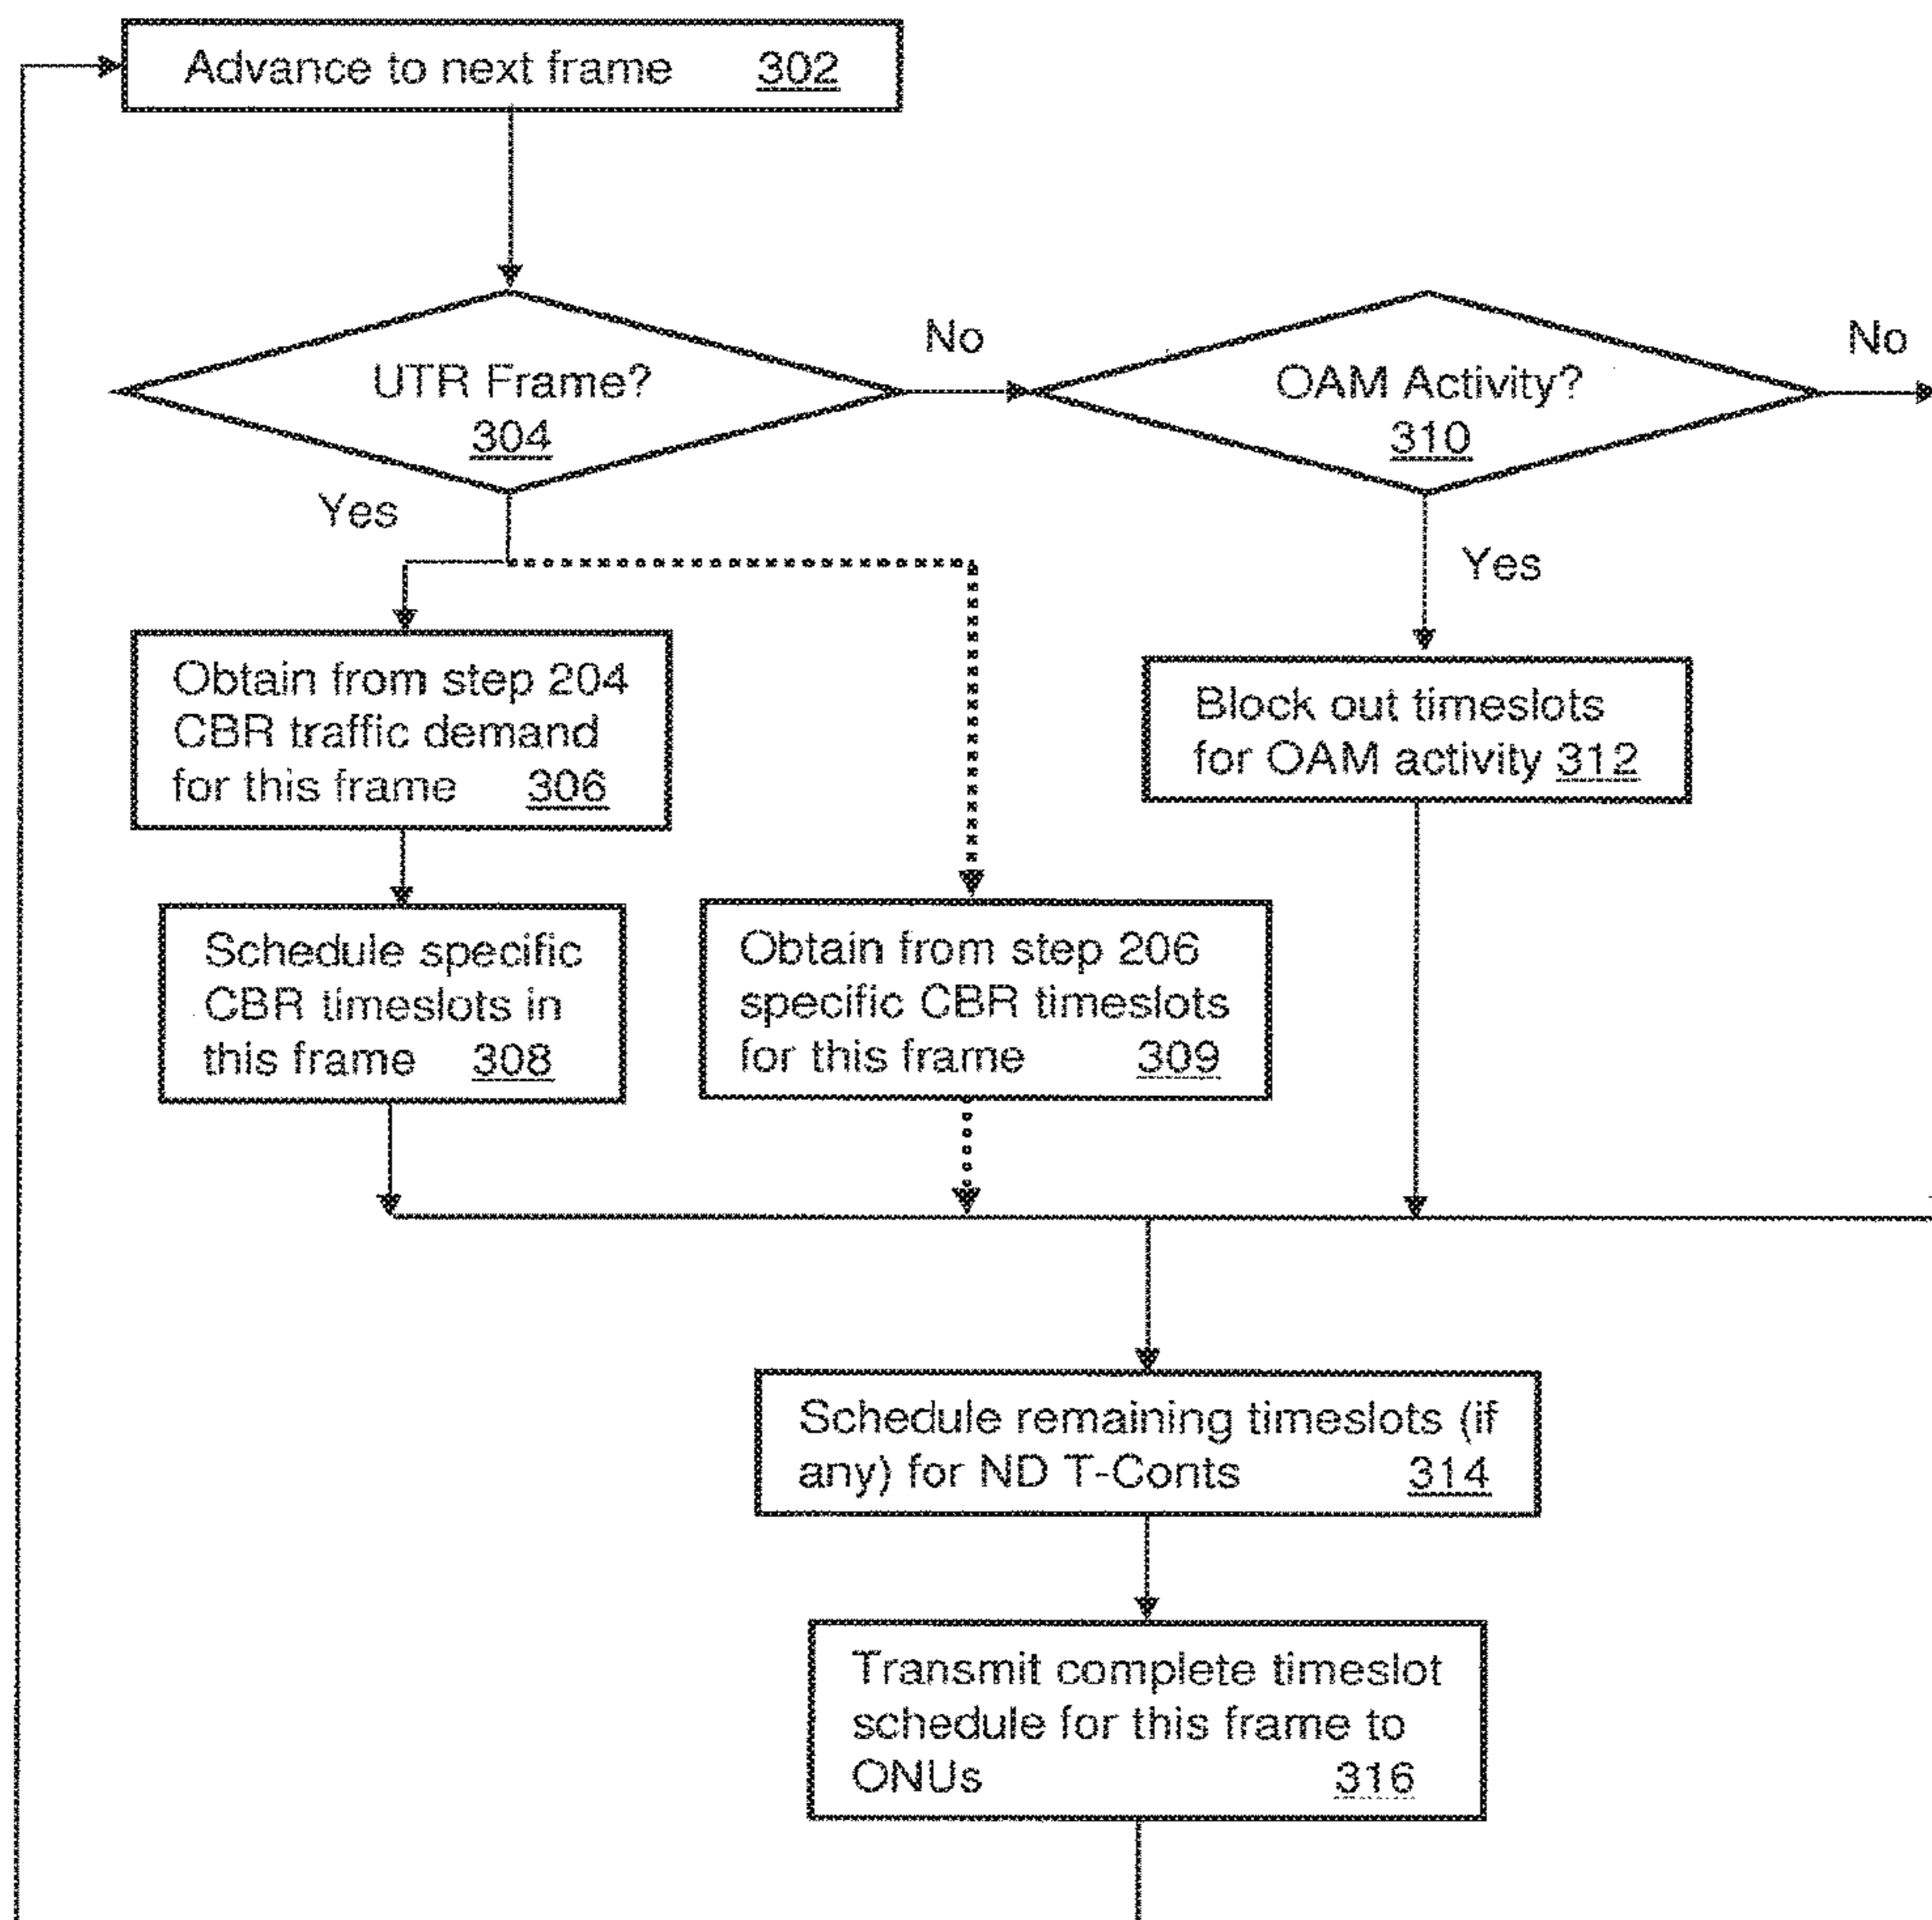 Advance to next frame 302
UTR Frame?
304
No
OAM Activity?
310
No
Yes
Yes
Obtain from step 204
CBR traffic demand
for this frame 306
Block out timeslots
for OAM activity 312
Schedule specific
CBR timeslots in
this frame 308
Obtain from step 206
specific CBR timeslots
for this frame 309
Schedule remaining timeslots (if
any) for ND T-Conts 314
Transmit complete timeslot
schedule for this frame to
ONUs 316